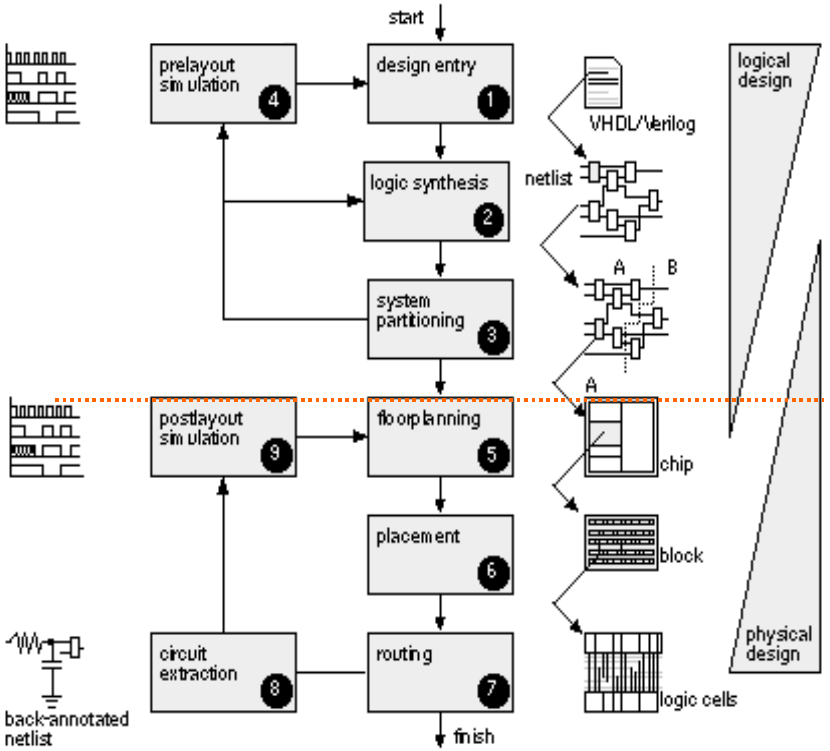 start
prelayout
simulation
4
design entry
1
logical
design
VHDL/Verilog
logic synthesis
2
netlist
A B
system
partitioning
3
A
postlayout
simulation
9
floorplanning
5
chip
placement
6
block
circuit
extraction
8
routing
7
physical
design
logic cells
back-annotated
netlist
finish